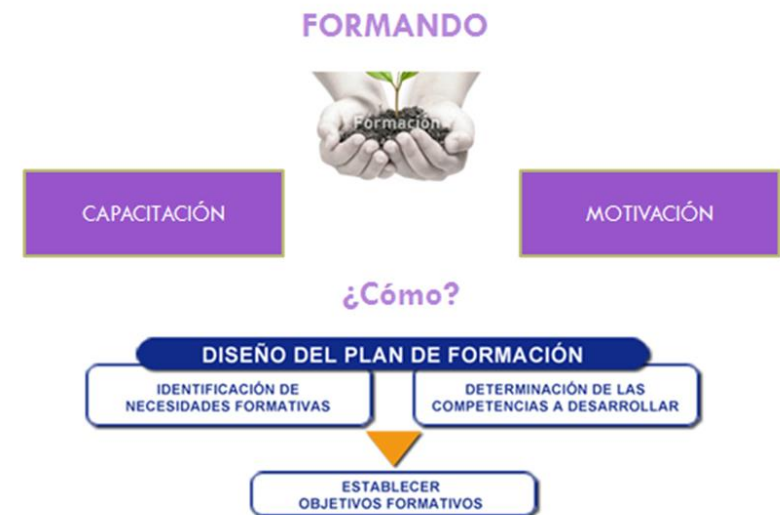 FORMANDO
Formación
CAPACITACIÓN
MOTIVACIÓN
¿Cómo?
DISEÑO DEL PLAN DE FORMACIÓN
IDENTIFICACIÓN DE
NECESIDADES FORMATIVAS
DETERMINACIÓN DE LAS
COMPETENCIAS A DESARROLLAR
ESTABLECER
OBJETIVOS FORMATIVOS